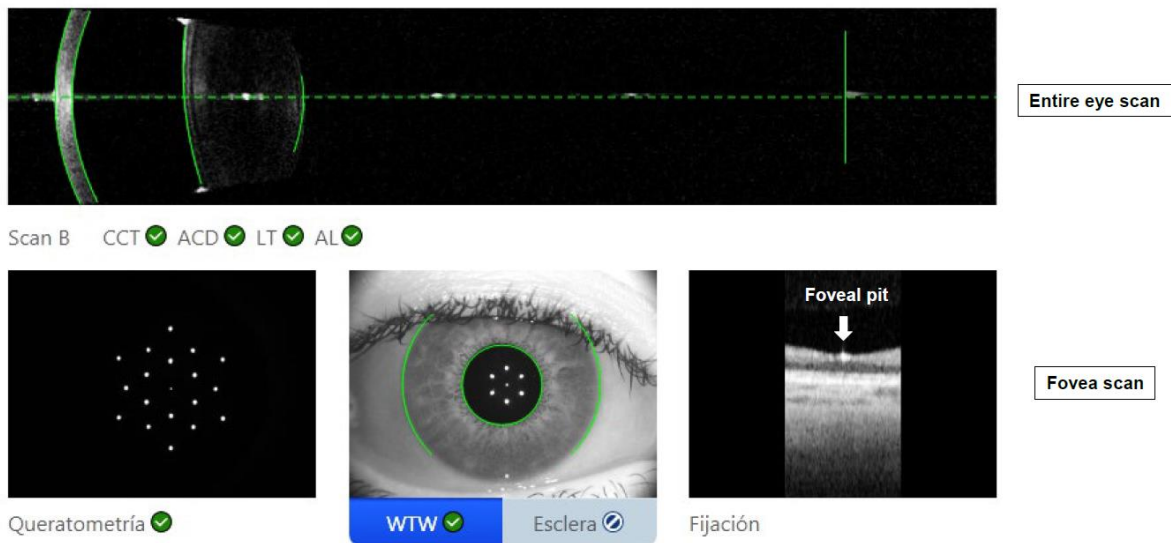 Entire eye scan
Scan B CCT ACD LT AL
Foveal pit
Fovea scan
Queratometría WTW Esclera Fijación